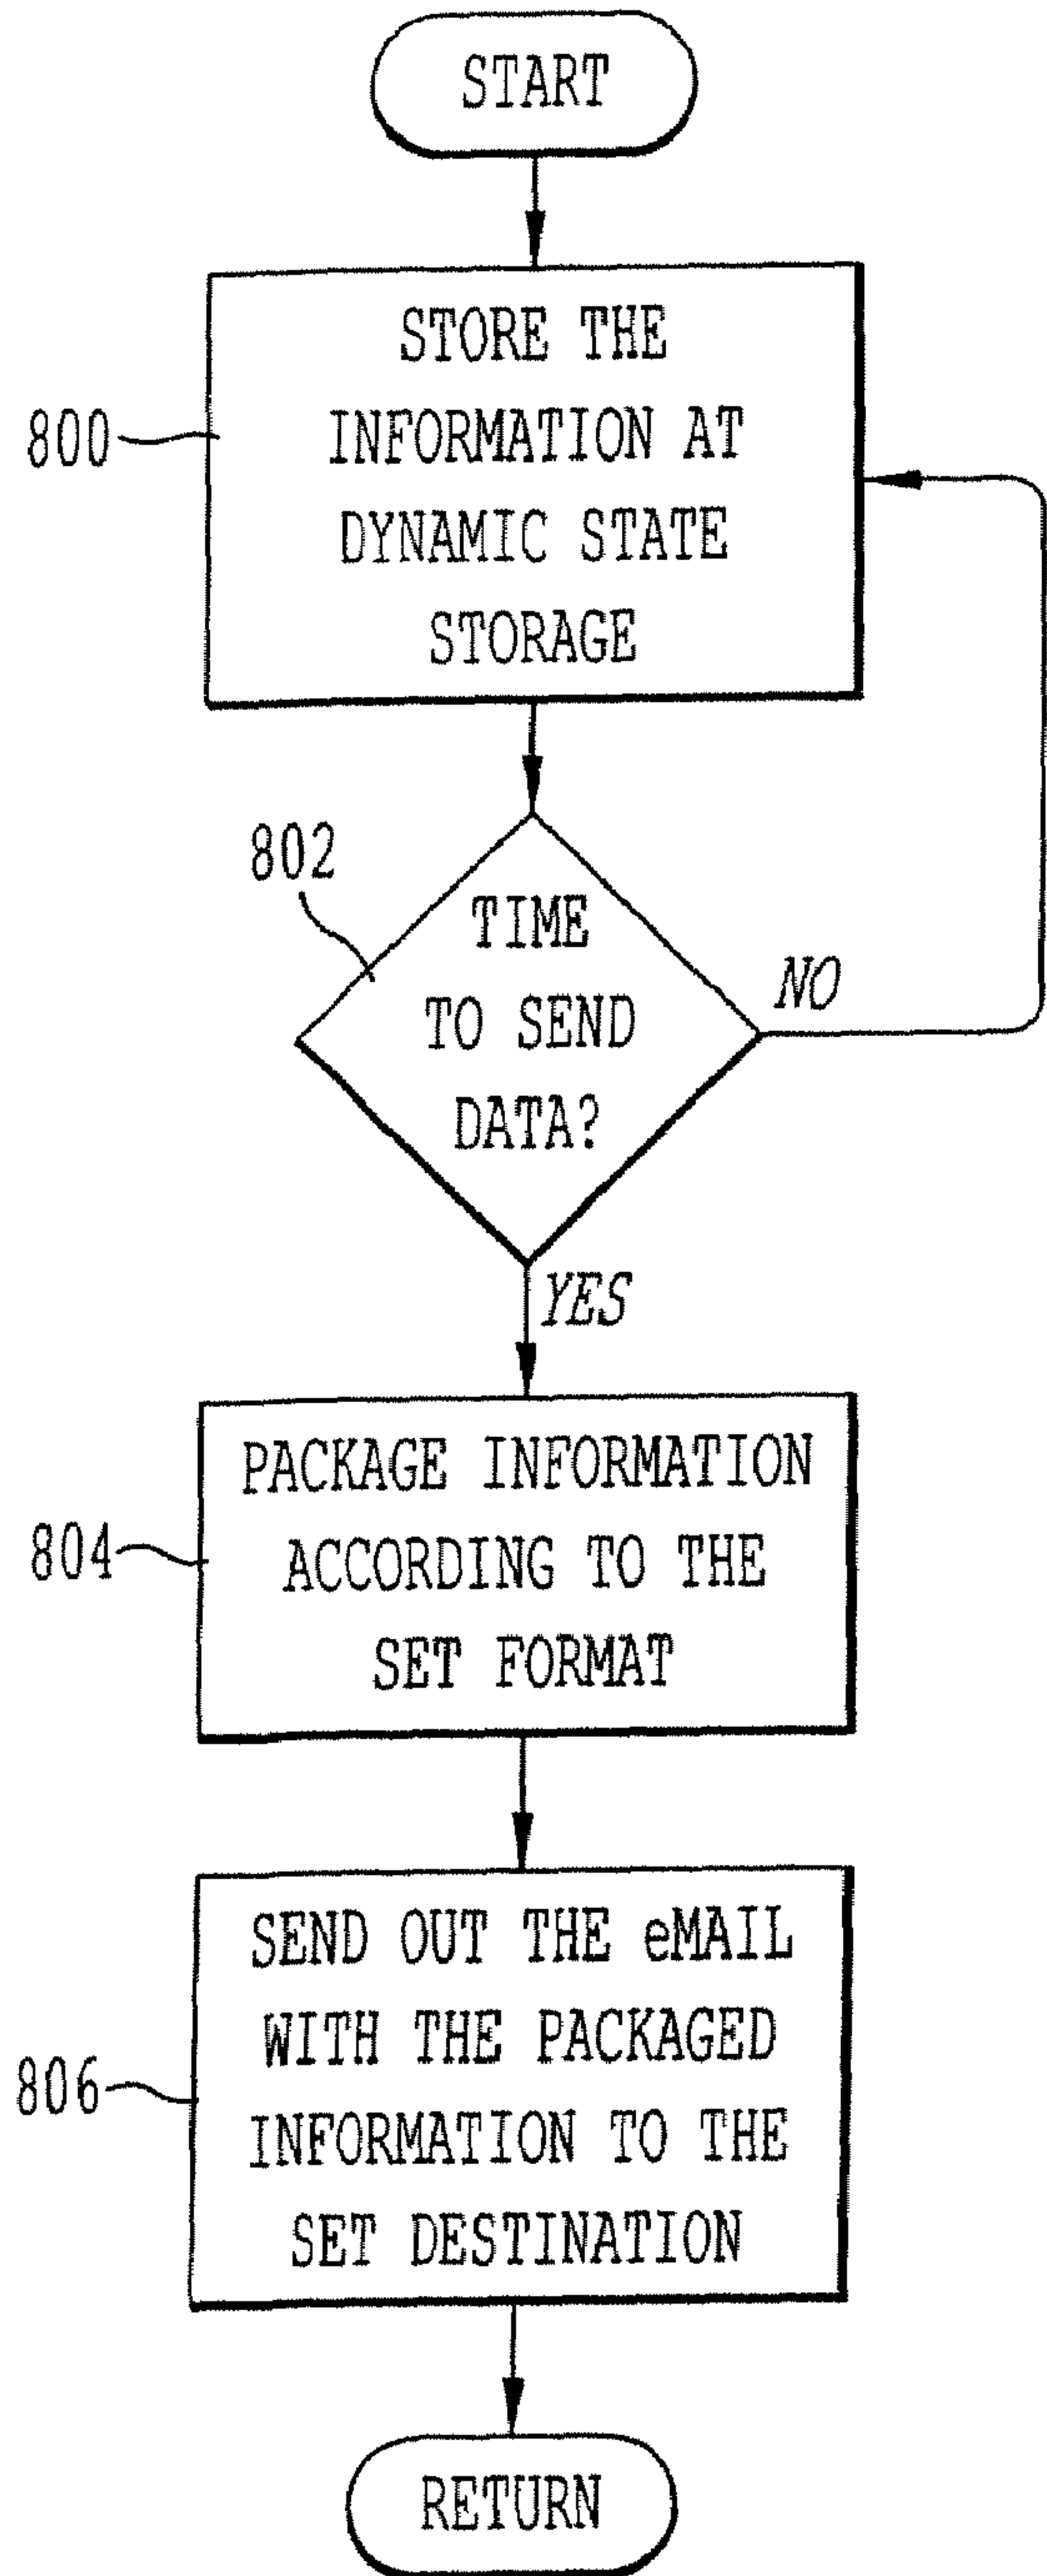 START
STORE THE
INFORMATION AT
DYNAMIC STATE
STORAGE
800
802
TIME
TO SEND
DATA?
NO
YES
PACKAGE INFORMATION
ACCORDING TO THE
SET FORMAT
804
SEND OUT THE eMAIL
WITH THE PACKAGED
INFORMATION TO THE
SET DESTINATION
806
RETURN